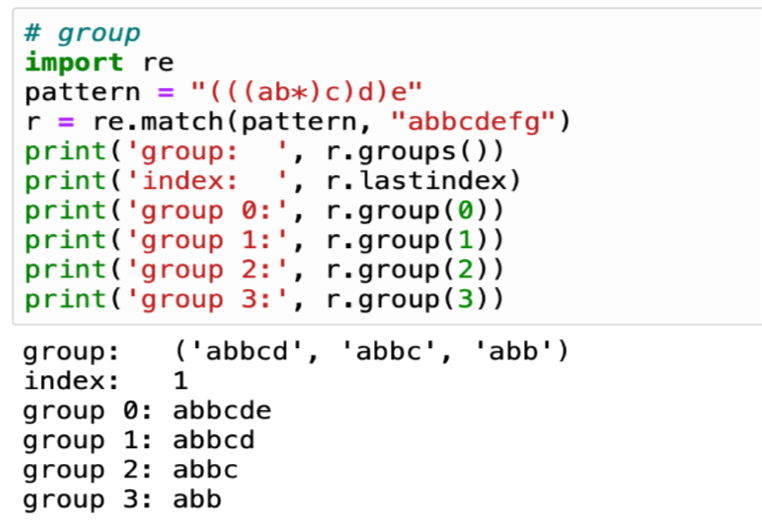 # group
import re
pattern = "(((ab*)c)d)e"
r = re.match(pattern, "abbcdefg")
print('group:  ', r.groups())
print('index:  ', r.lastindex)
print('group 0:', r.group(0))
print('group 1:', r.group(1))
print('group 2:', r.group(2))
print('group 3:', r.group(3))
group:   ('abbcd', 'abbc', 'abb')
index:   1
group 0: abbcde
group 1: abbcd
group 2: abbc
group 3: abb